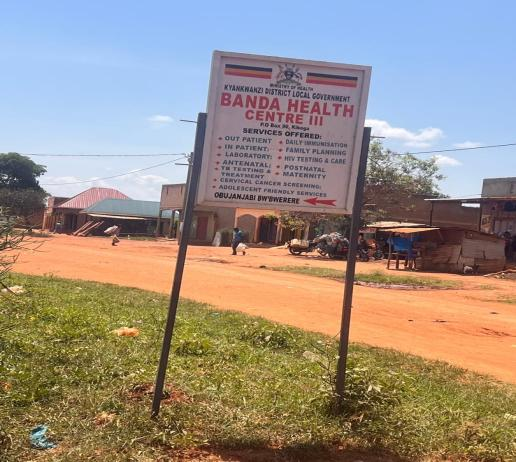 MINISTRY OF HEALTH
KYANKWANZI DISTRICT LOCAL GOVERNMENT
BANDA HEALTH
CENTRE III
P.O Box 90, Kiboga
SERVICES OFFERED:
OUT PATIENT
IN PATIENT:
LABORATORY:
ANTENATAL:
TB TESTING &
TREATMENT
CERVICAL CANCER SCREENING:
ADOLESCENT FRIENDLY SERVICES
DAILY IMMUNISATION
FAMILY PLANNING
HIV TESTING & CARE
POSTNATAL
MATERNITY
OBUJANJABI BW'BWERERE